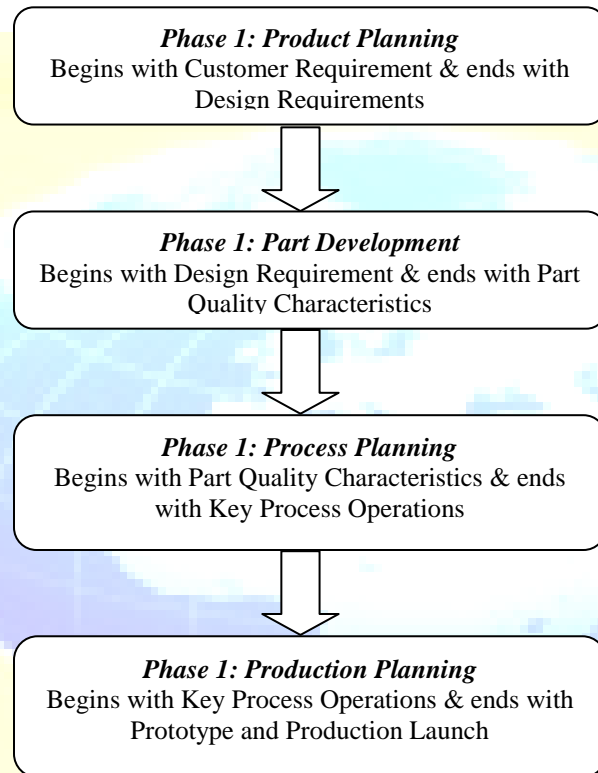 Phase 1: Product Planning
Begins with Customer Requirement & ends with
Design Requirements
Phase 1: Part Development
Begins with Design Requirement & ends with Part
Quality Characteristics
Phase 1: Process Planning
Begins with Part Quality Characteristics & ends
with Key Process Operations
Phase 1: Production Planning
Begins with Key Process Operations & ends with
Prototype and Production Launch